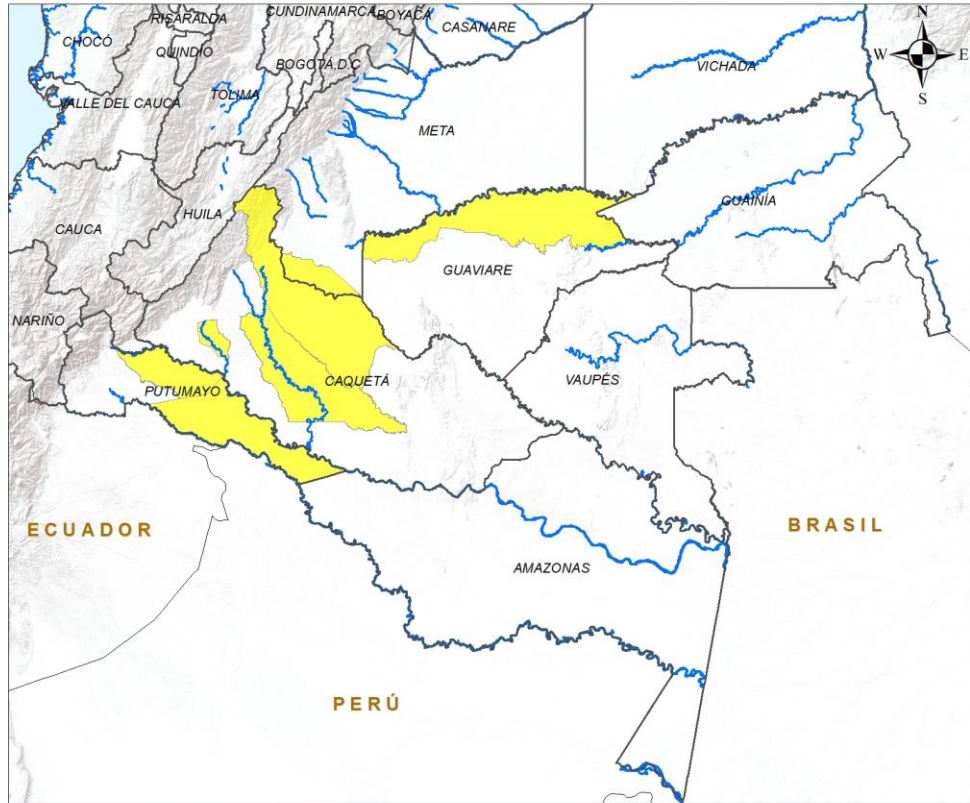 CUNDINAMARCA
BOYACÁ
RISARALDA
CASANARE
N
CHOCÓ
QUINDIO
BOGOTÁ,D.C
VICHADA
W
E
S
VALLE DEL CAUCA
TOLIMA
META
GUAINÍA
HUILA
CAUCA
GUAVIARE
NARIÑO
CAQUETÁ
VAUPÉS
PUTUMAYO
ECUADOR
BRASIL
AMAZONAS
PERÚ